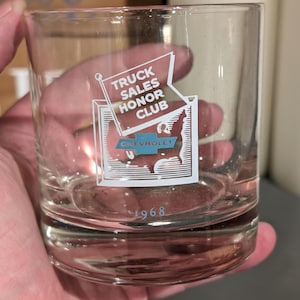 TRUCK
SALES
HONOR
CLUB
CHEVROLET
1968